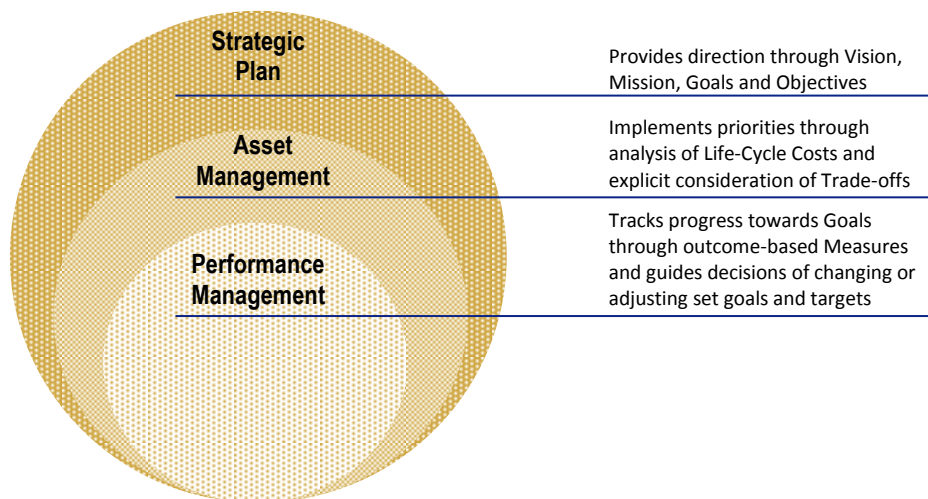 Strategic
Plan
Provides direction through Vision,
Mission, Goals and Objectives
Asset
Management
Implements priorities through
analysis of Life-Cycle Costs and
explicit consideration of Trade-offs
Performance
Management
Tracks progress towards Goals
through outcome-based Measures
and guides decisions of changing or
adjusting set goals and targets